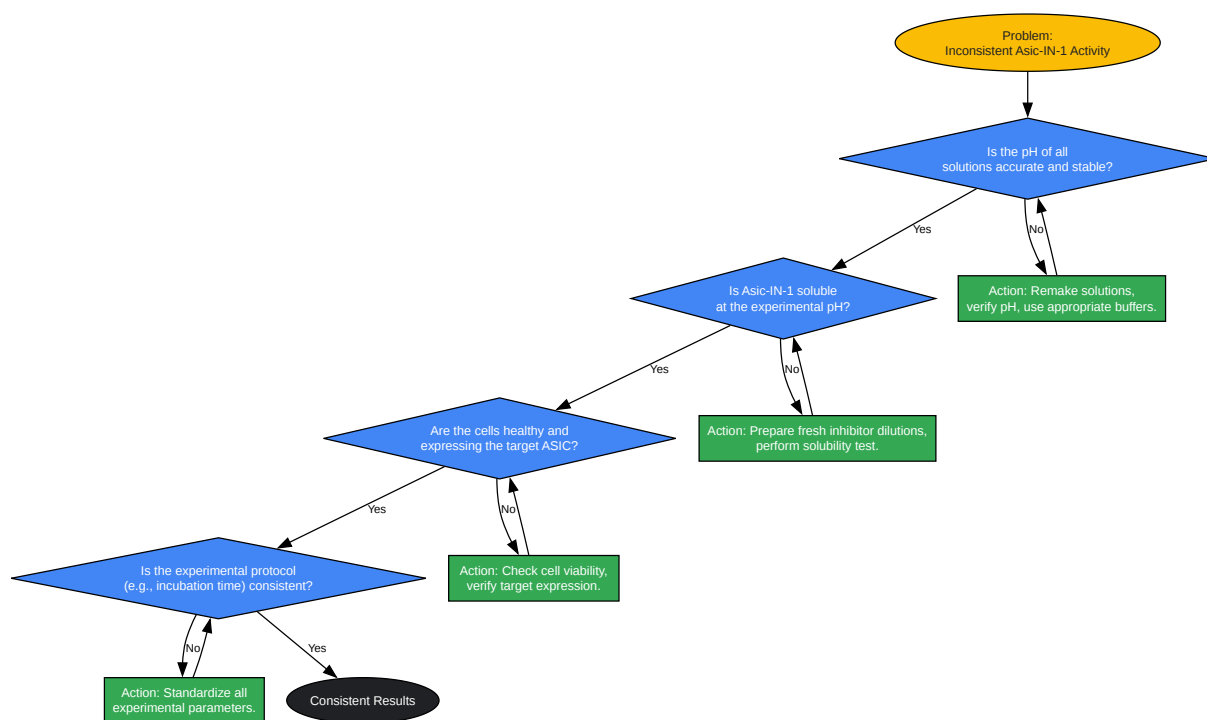 Problem:
Inconsistent Asic-IN-1 Activity
Is the pH of all
solutions accurate and stable?
Yes
No
Action: Remake solutions,
verify pH, use appropriate buffers.
Is Asic-IN-1 soluble
at the experimental pH?
Yes
No
Action: Prepare fresh inhibitor dilutions,
perform solubility test.
Are the cells healthy and
expressing the target ASIC?
Yes
No
Action: Check cell viability,
verify target expression.
Is the experimental protocol
(e.g., incubation time) consistent?
No
Yes
Action: Standardize all
experimental parameters.
Consistent Results